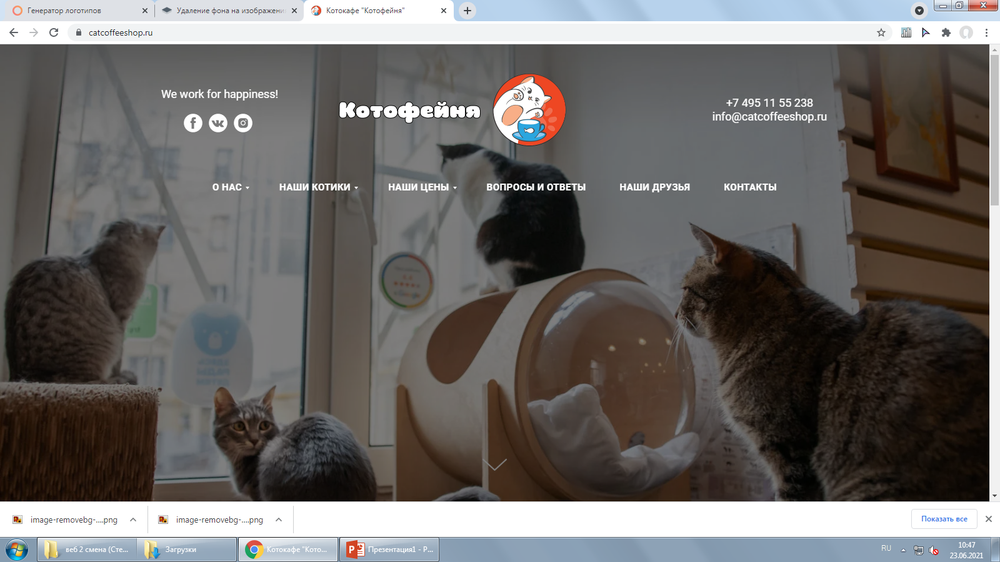 Генератор логотипов
Удаление фона на изображени
Котокафе "Котофейня"
catcoffeeshop.ru
We work for happiness!
Котофейня
+7 495 11 55 238
info@catcoffeeshop.ru
О НАС
НАШИ КОТИКИ
НАШИ ЦЕНЫ
ВОПРОСЫ И ОТВЕТЫ
НАШИ ДРУЗЬЯ
КОНТАКТЫ
image-removebg-....png
image-removebg-....png
Показать все
веб 2 смена (Сте...
Загрузки
Котокафе "Кото...
Презентация1 - P...
RU
10:47
23.06.2021